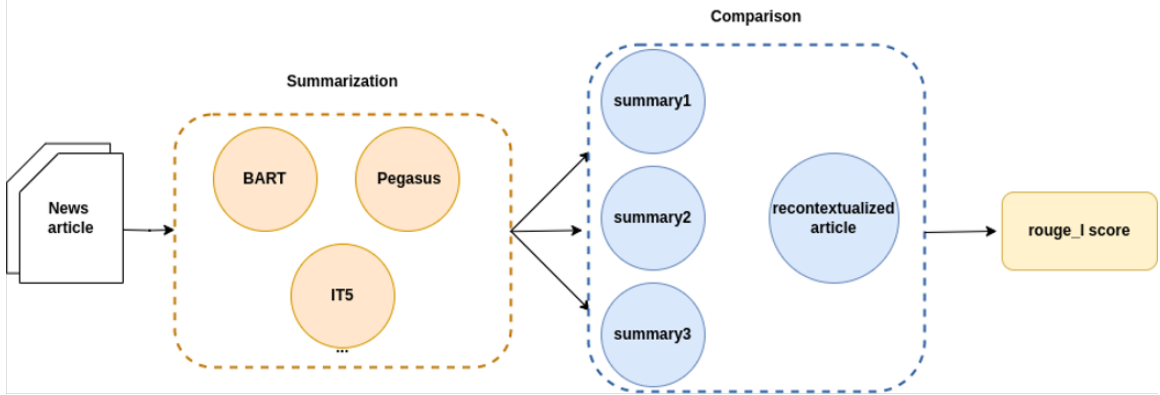 Comparison
Summarization
News
article
BART
Pegasus
IT5
...
summary1
summary2
summary3
recontextualized
article
rouge_l score